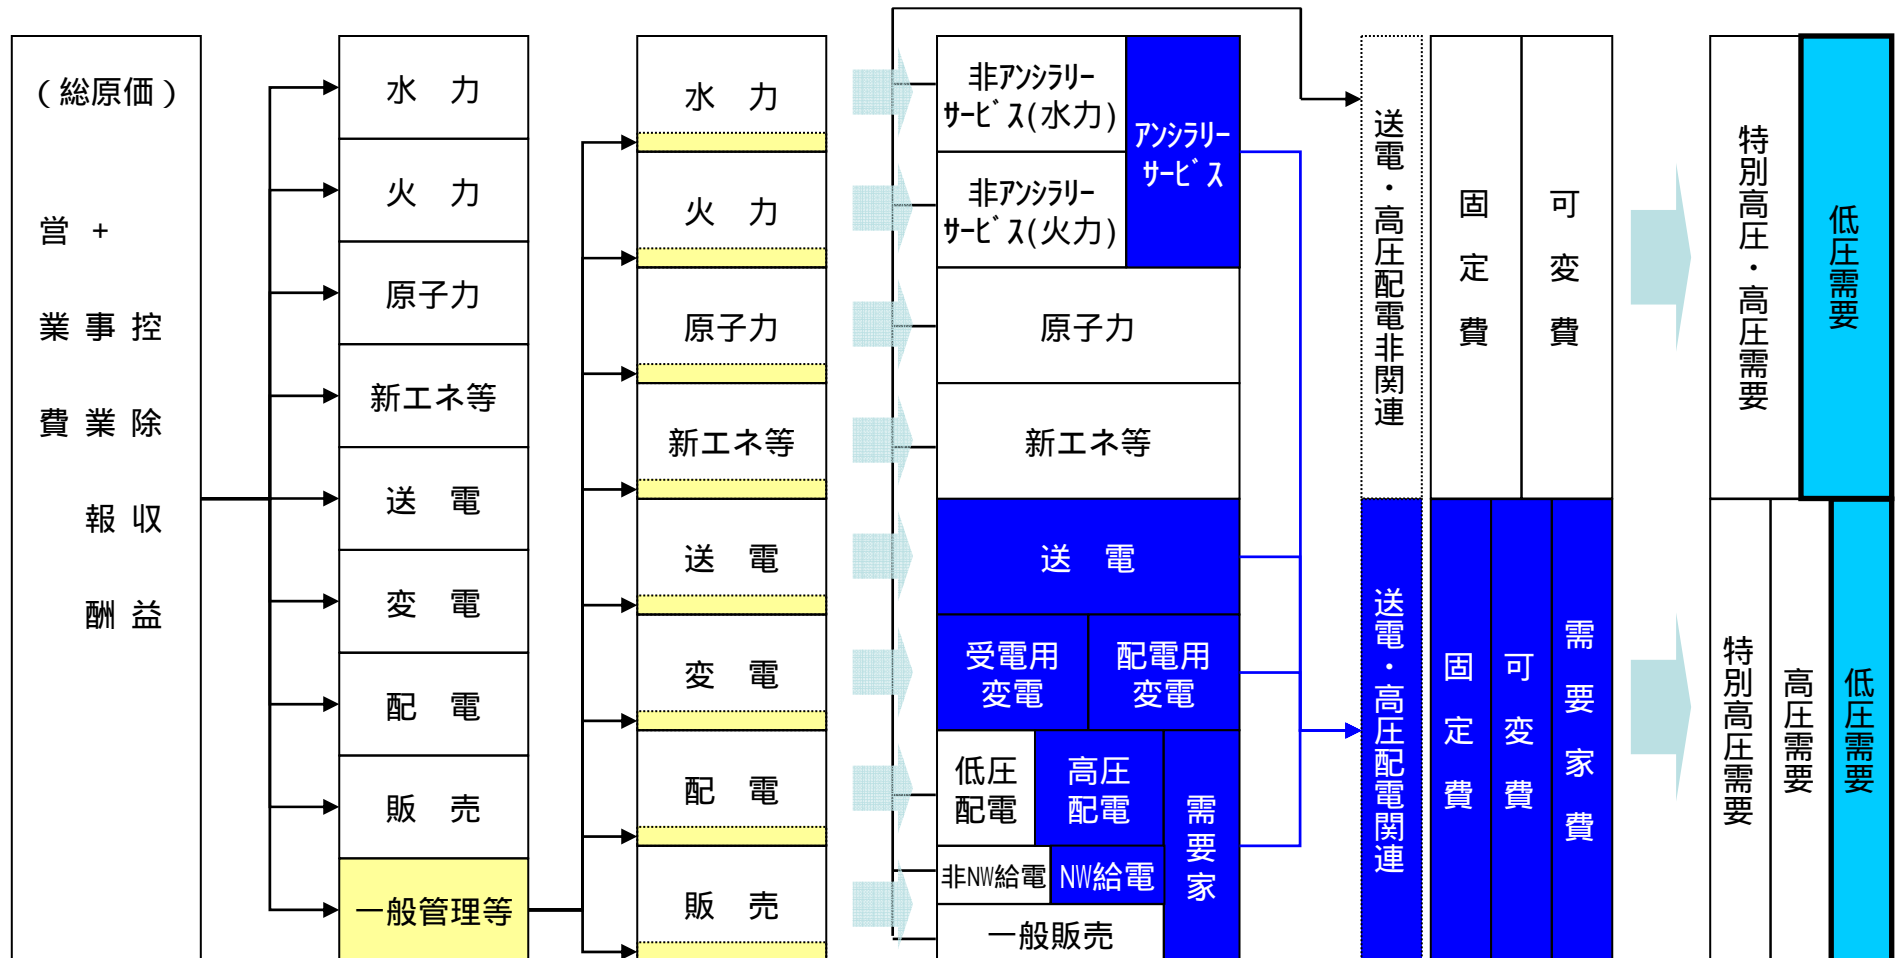 （総原価）
営 +
業 事 控
費 業 除
報 収
酬 益
水　力
火　力
原子力
新エネ等
送　電
変　電
配　電
販　売
一般管理等
水　力
火　力
原子力
新エネ等
送　電
変　電
配　電
販　売
非ｱﾝｼﾗﾘｰ
ｻｰﾋﾞｽ(水力)
非ｱﾝｼﾗﾘｰ
ｻｰﾋﾞｽ(火力)
ｱﾝｼﾗﾘｰ
ｻｰﾋﾞｽ
原子力
新エネ等
送　電
受電用
変電
配電用
変電
低圧
配電
高圧
配電
需要家
非NW給電
NW給電
一般販売
送電・高圧配電非関連
送電・高圧配電関連
固定費
可変費
固定費
可変費
需要家費
特別高圧・高圧需要
低圧需要
特別高圧需要
高圧需要
低圧需要